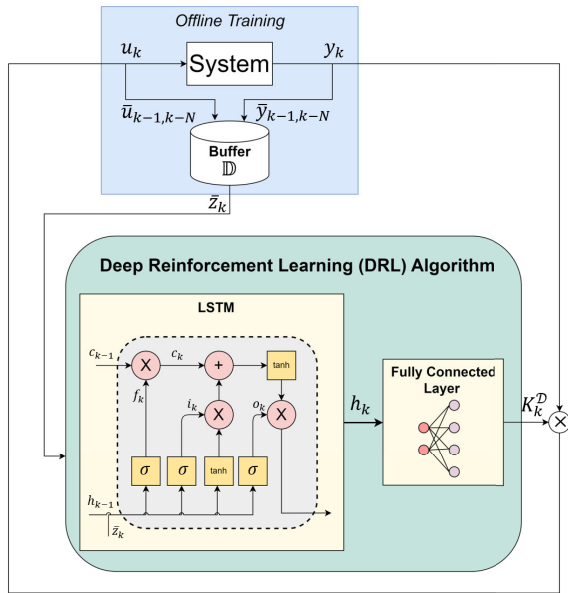 Offline Training
u_k
System
y_k
ū_{k−1,k−N}
ȳ_{k−1,k−N}
Buffer
𝔻
z̄_k
Deep Reinforcement Learning (DRL) Algorithm
LSTM
c_{k−1}
X
c_k
+
tanh
f_k
i_k
X
o_k
X
σ
σ
tanh
σ
h_{k−1}
z̄_k
h_k
Fully Connected
Layer
K_k^𝒟
×